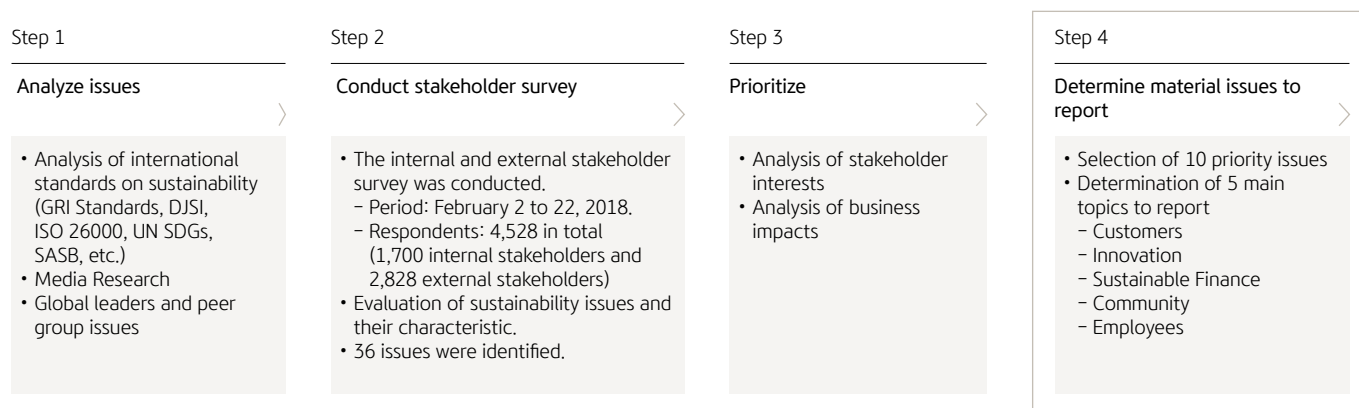 Step 1
Analyze issues
• Analysis of international
standards on sustainability
(GRI Standards, DJSI,
ISO 26000, UN SDGs,
SASB, etc.)
• Media Research
• Global leaders and peer
group issues
Step 2
Conduct stakeholder survey
• The internal and external stakeholder
survey was conducted.
– Period: February 2 to 22, 2018.
– Respondents: 4,528 in total
(1,700 internal stakeholders and
2,828 external stakeholders)
• Evaluation of sustainability issues and
their characteristic.
• 36 issues were identified.
Step 3
Prioritize
• Analysis of stakeholder
interests
• Analysis of business
impacts
Step 4
Determine material issues to
report
• Selection of 10 priority issues
• Determination of 5 main
topics to report
– Customers
– Innovation
– Sustainable Finance
– Community
– Employees